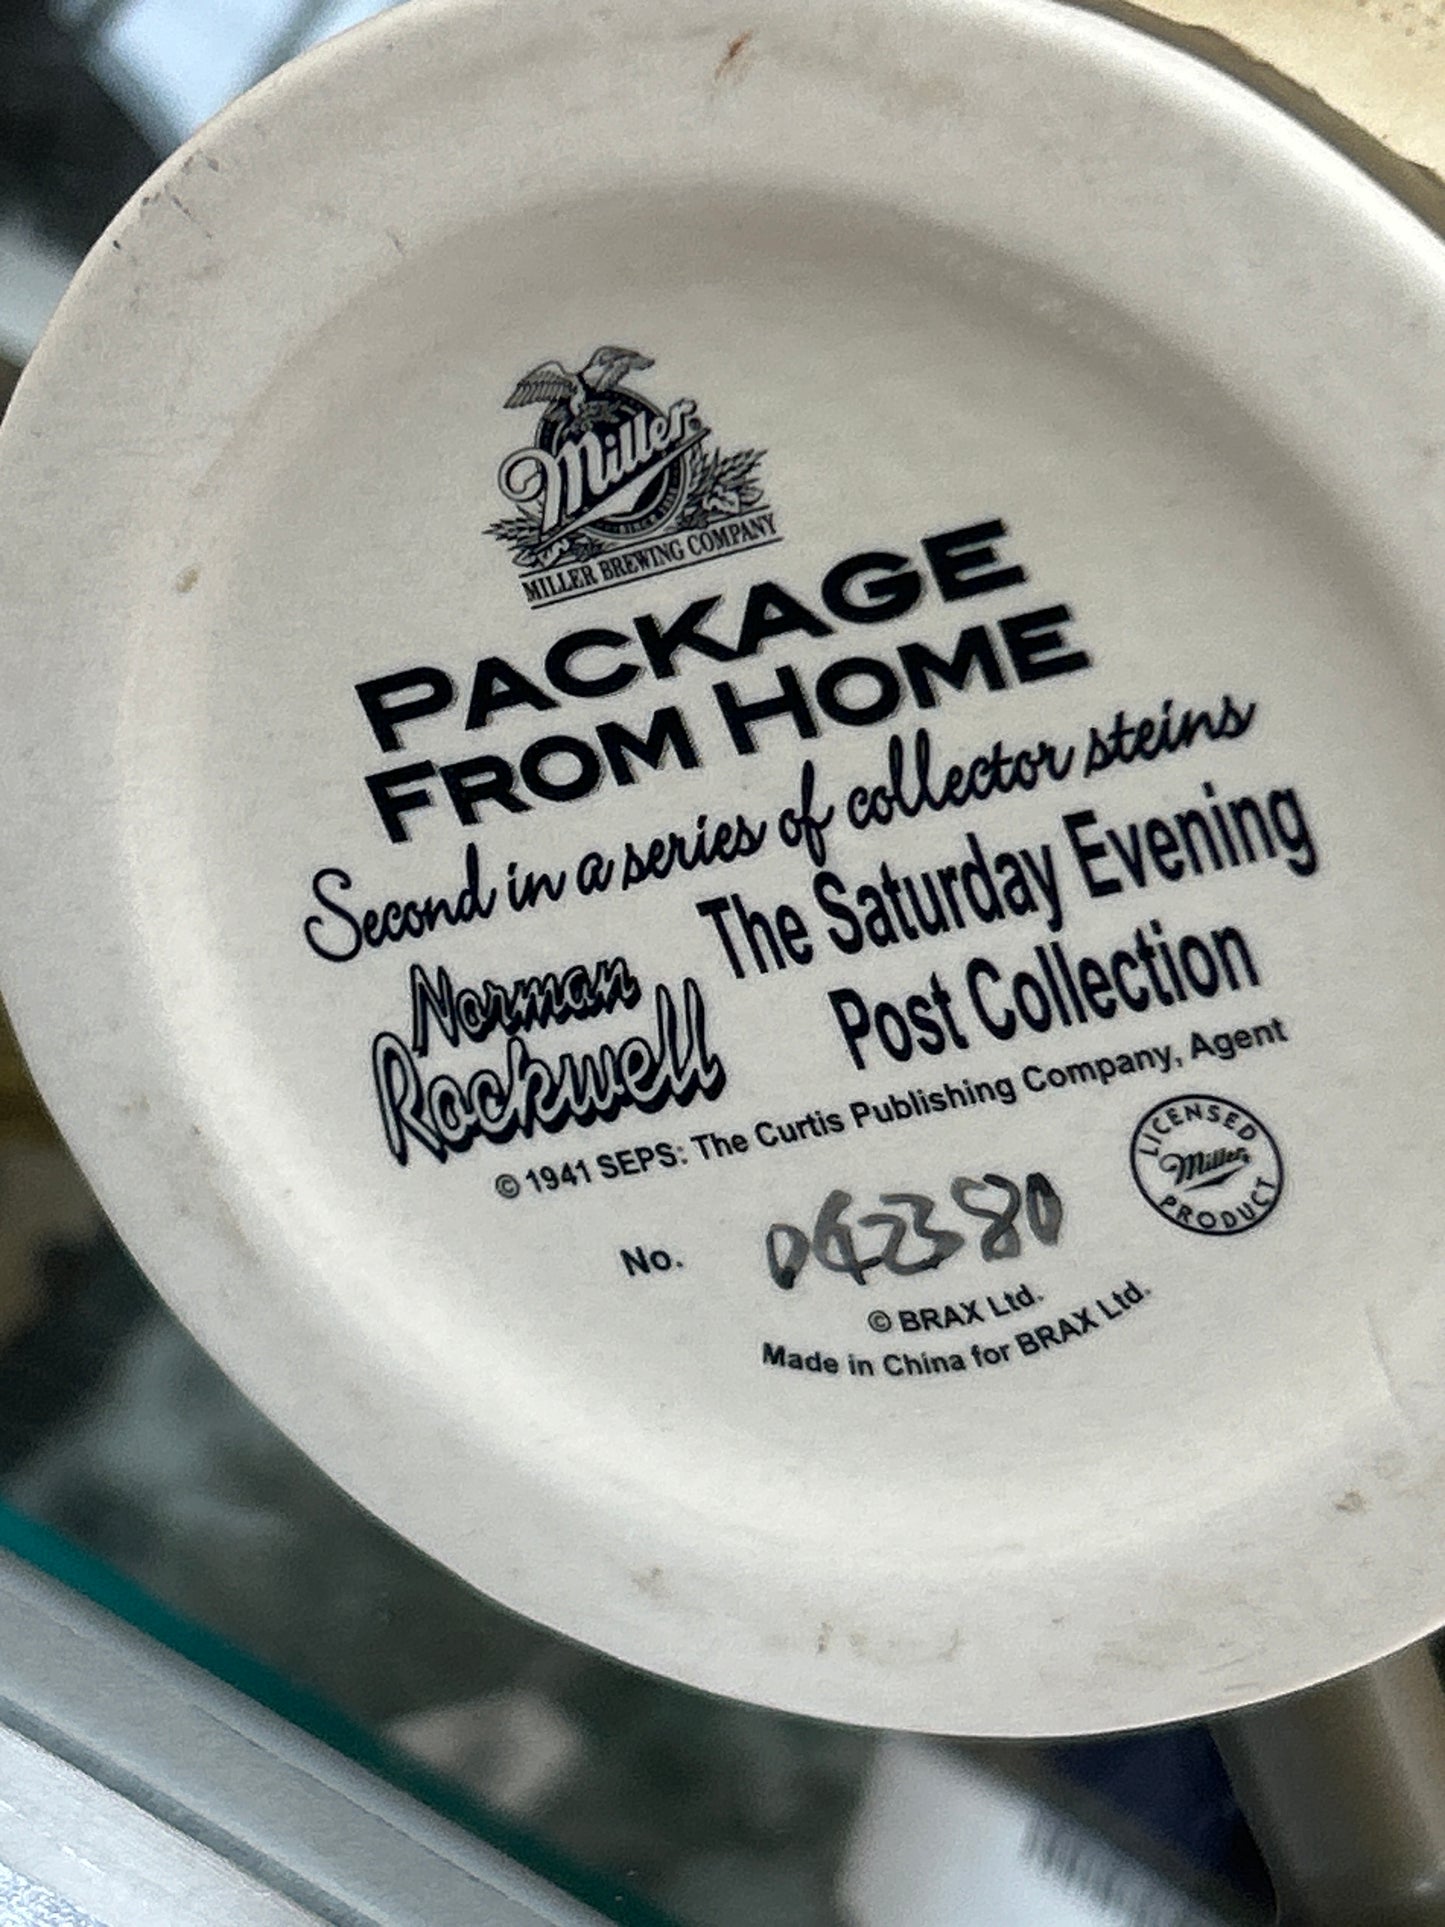 Miller
MILLER BREWING COMPANY
PACKAGE
FROM HOME
Second in a series of collector steins
Norman
Rockwell
The Saturday Evening
Post Collection
© 1941 SEPS: The Curtis Publishing Company, Agent
LICENSED
Miller
PRODUCT
No. 042380
© BRAX Ltd.
Made in China for BRAX Ltd.